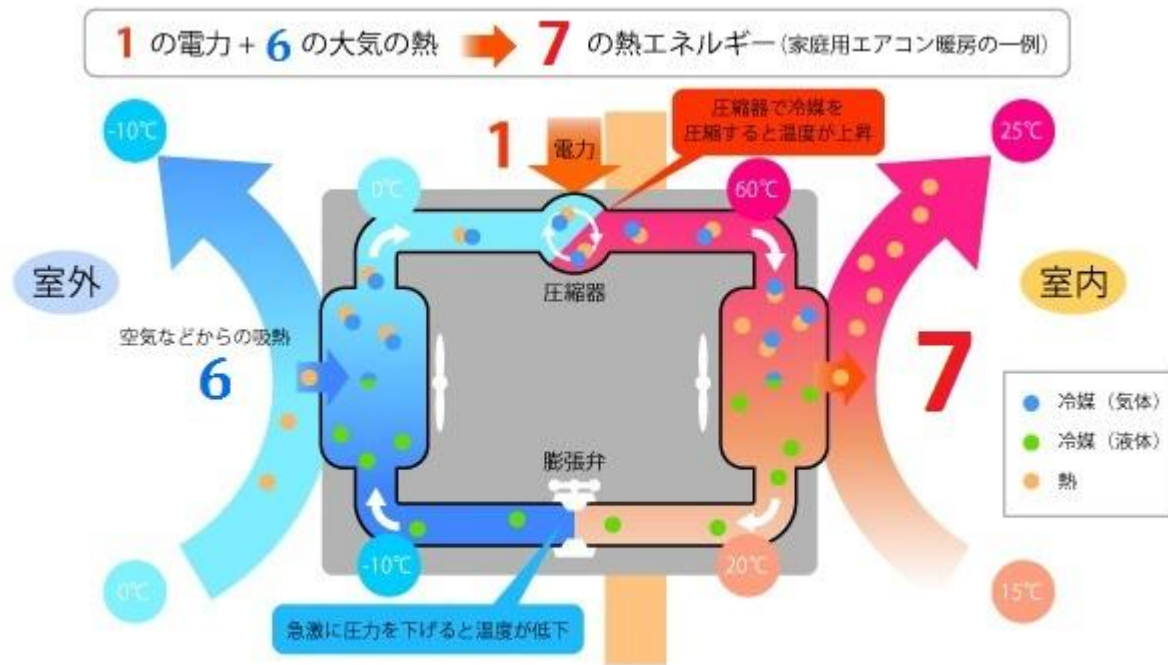 1 の電力 + 6 の大気の熱 7 の熱エネルギー(家庭用エアコン暖房の一例)
-10℃
1
電力
圧縮器で冷媒を
圧縮すると温度が上昇
25℃
0℃
60℃
室外
圧縮器
室内
空気などからの吸熱
6
7
冷媒(気体)
冷媒(液体)
熱
膨張弁
0℃
-10℃
20℃
15℃
急激に圧力を下げると温度が低下